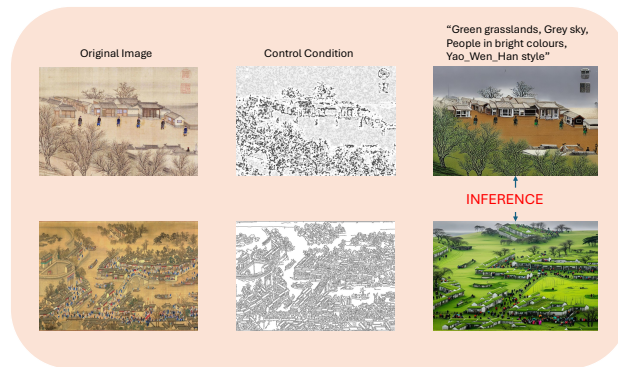 Original Image
Control Condition
“Green grasslands, Grey sky,
People in bright colours,
Yao_Wen_Han style”
INFERENCE